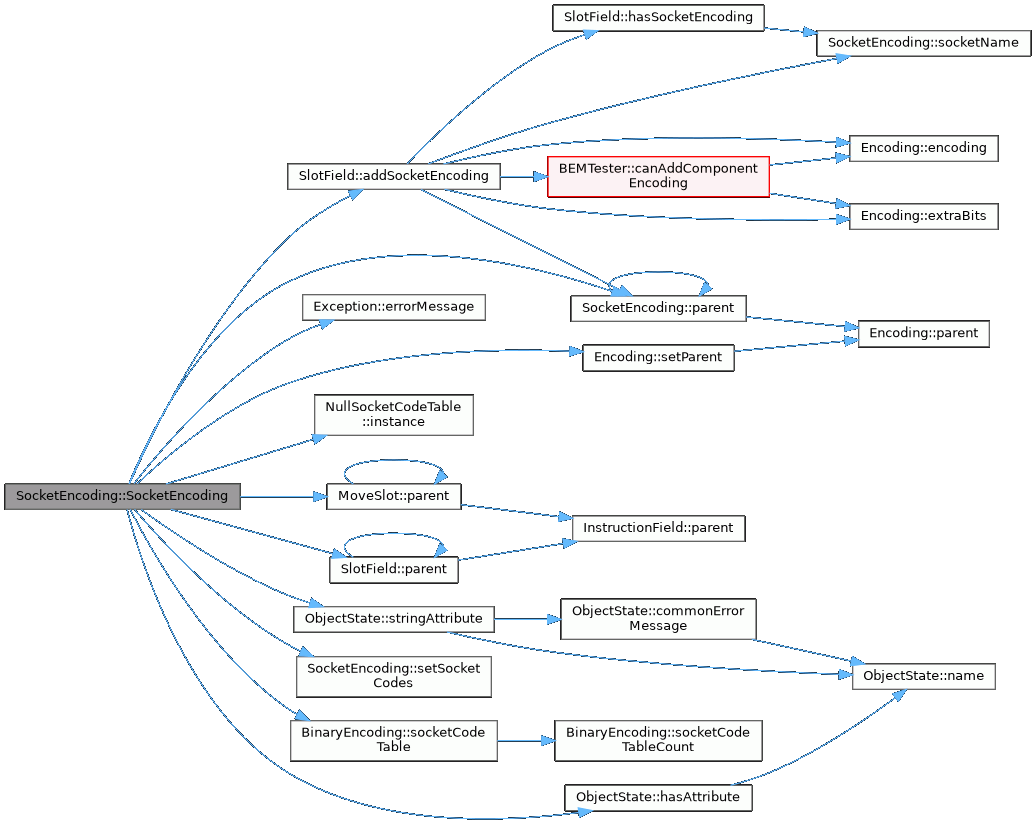 SlotField::hasSocketEncoding
SocketEncoding::socketName
Encoding::encoding
BEMTester::canAddComponent
Encoding
SlotField::addSocketEncoding
Encoding::extraBits
Exception::errorMessage
SocketEncoding::parent
Encoding::parent
Encoding::setParent
NullSocketCodeTable
::instance
SocketEncoding::SocketEncoding
MoveSlot::parent
InstructionField::parent
SlotField::parent
ObjectState::stringAttribute
ObjectState::commonError
Message
SocketEncoding::setSocket
Codes
ObjectState::name
BinaryEncoding::socketCode
Table
BinaryEncoding::socketCode
TableCount
ObjectState::hasAttribute